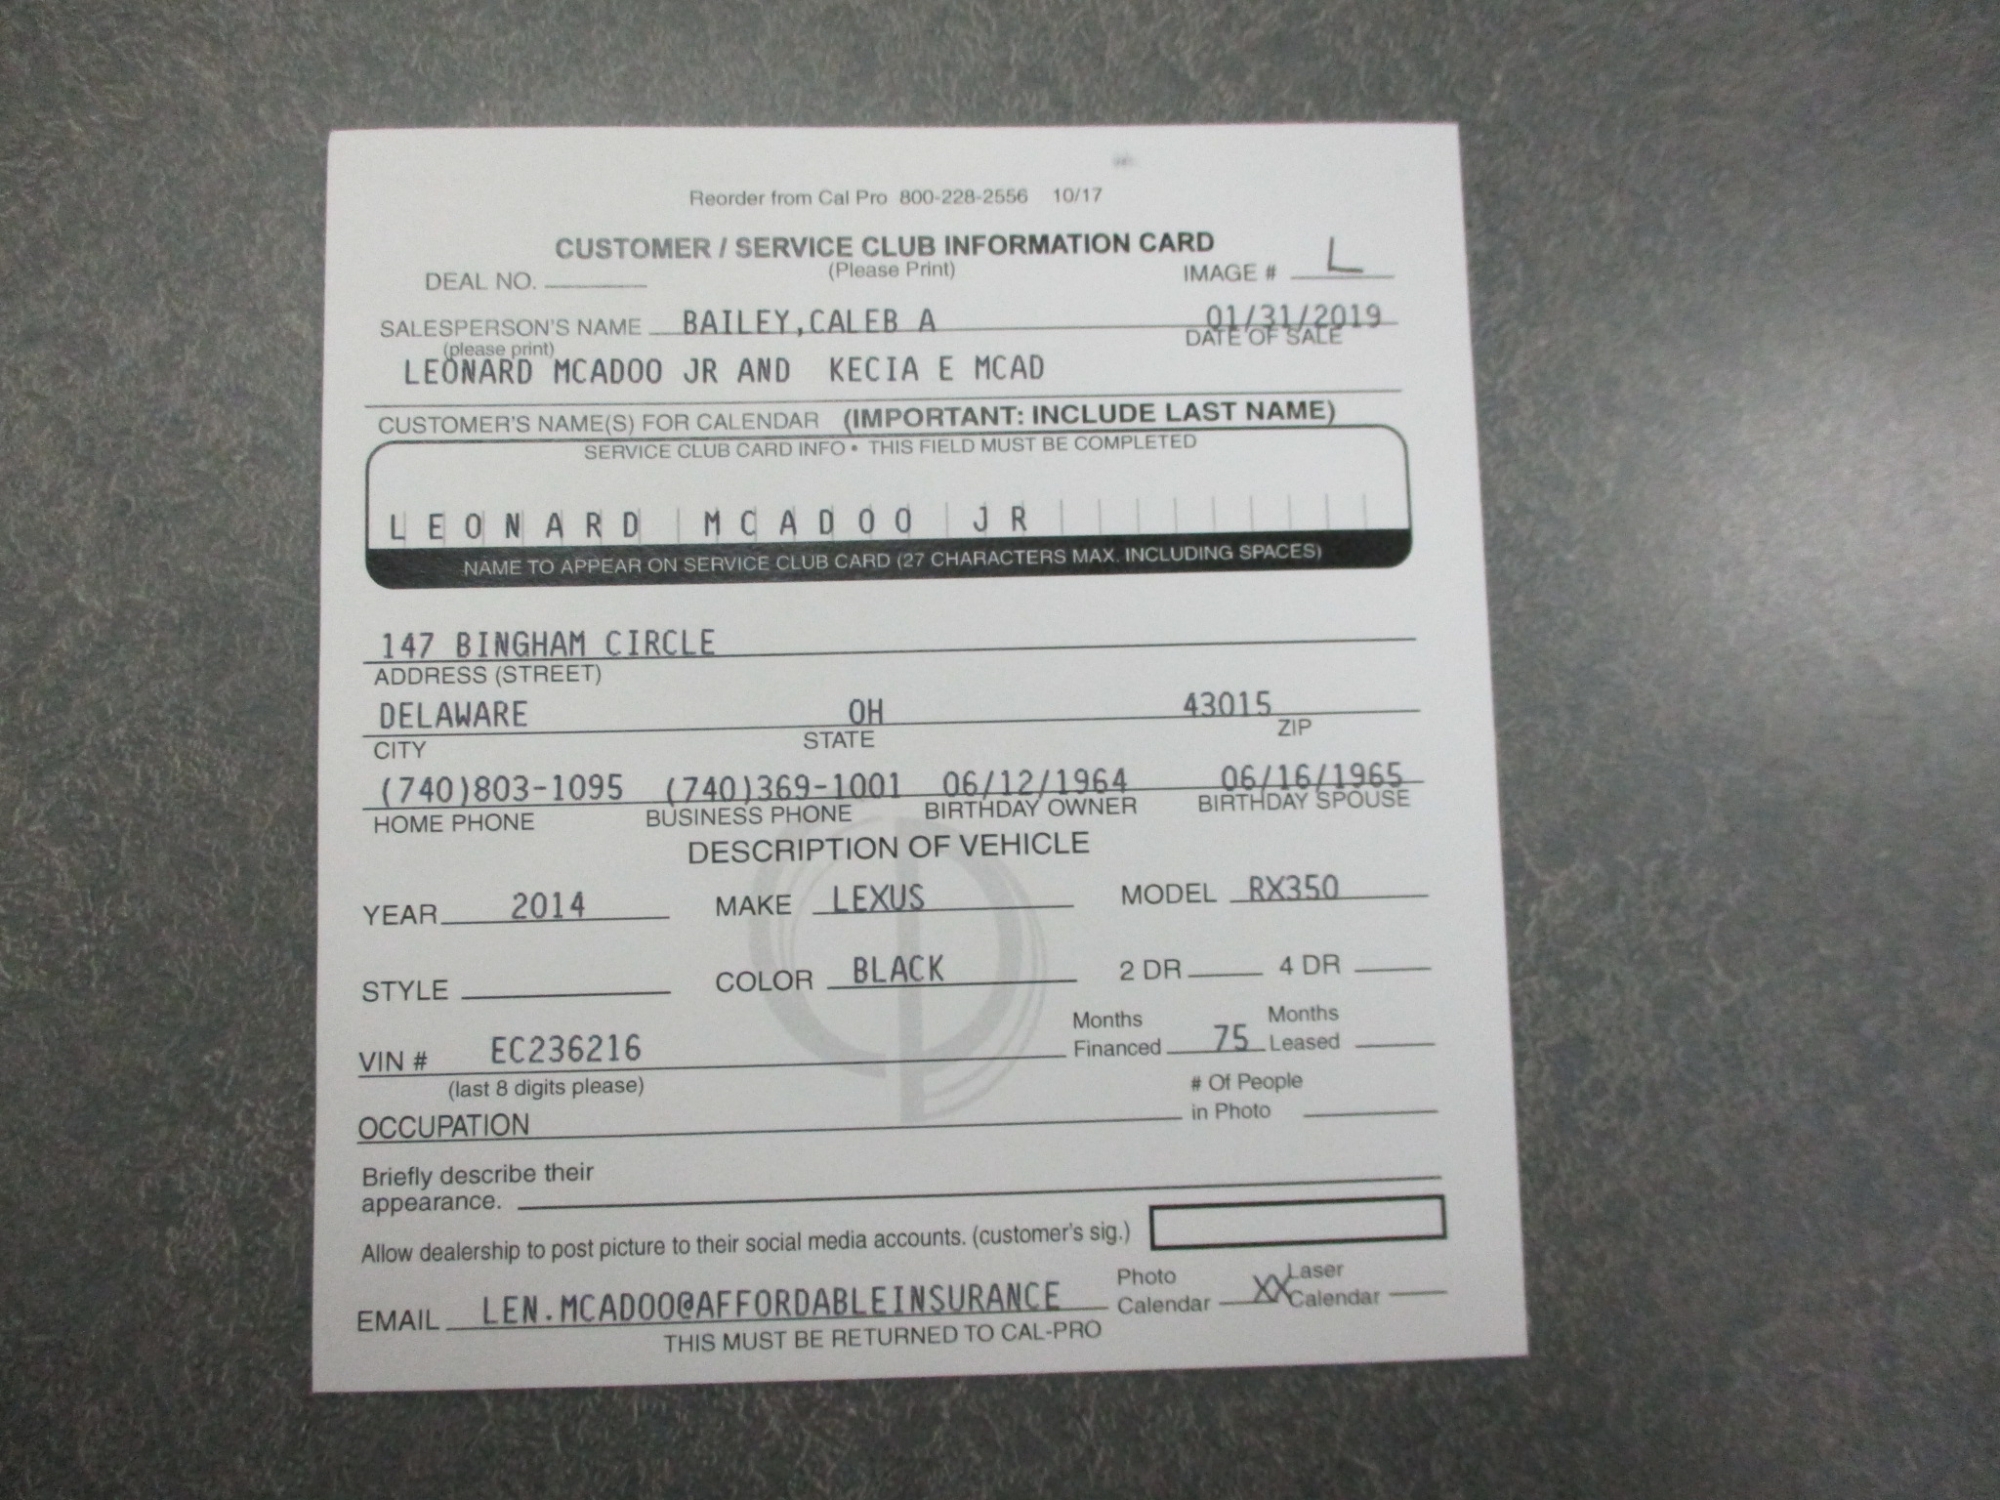 Reorder from Cal Pro 800-228-2556 10/17
CUSTOMER / SERVICE CLUB INFORMATION CARD
DEAL NO. (Please Print) IMAGE # L
SALESPERSON'S NAME BAILEY,CALEB A 01/31/2019
(please print) DATE OF SALE
LEONARD MCADOO JR AND KECIA E MCAD
CUSTOMER'S NAME(S) FOR CALENDAR (IMPORTANT: INCLUDE LAST NAME)
SERVICE CLUB CARD INFO • THIS FIELD MUST BE COMPLETED
LEONARD MCADOO JR
NAME TO APPEAR ON SERVICE CLUB CARD (27 CHARACTERS MAX. INCLUDING SPACES)
147 BINGHAM CIRCLE
ADDRESS (STREET)
DELAWARE OH 43015
CITY STATE ZIP
(740)803-1095 (740)369-1001 06/12/1964 06/16/1965
HOME PHONE BUSINESS PHONE BIRTHDAY OWNER BIRTHDAY SPOUSE
DESCRIPTION OF VEHICLE
YEAR 2014 MAKE LEXUS MODEL RX350
STYLE COLOR BLACK 2 DR 4 DR
Months Months
VIN # EC236216 Financed 75 Leased
(last 8 digits please) # Of People
OCCUPATION in Photo
Briefly describe their
appearance.
Allow dealership to post picture to their social media accounts. (customer's sig.)
Photo Laser
EMAIL LEN.MCADOO@AFFORDABLEINSURANCE Calendar XX Calendar
THIS MUST BE RETURNED TO CAL-PRO